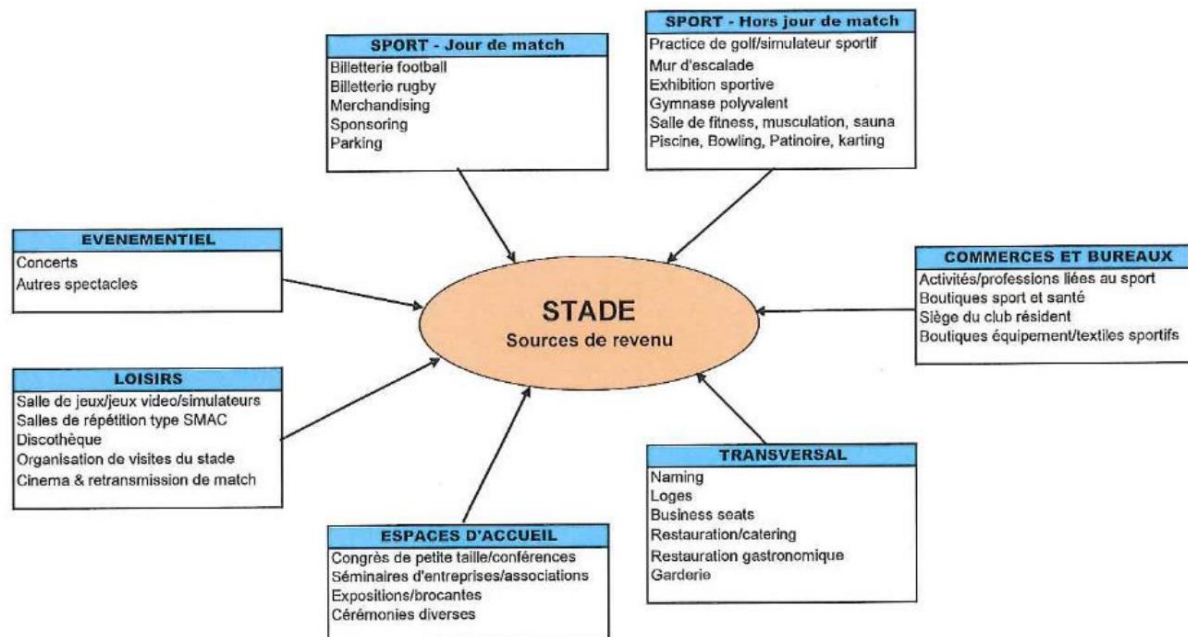 SPORT - Jour de match
Billetterie football
Billetterie rugby
Merchandising
Sponsoring
Parking
SPORT - Hors jour de match
Practice de golf/simulateur sportif
Mur d'escalade
Exhibition sportive
Gymnase polyvalent
Salle de fitness, musculation, sauna
Piscine, Bowling, Patinoire, karting
EVENEMENTIEL
Concerts
Autres spectacles
STADE
Sources de revenu
COMMERCES ET BUREAUX
Activités/professions liées au sport
Boutiques sport et santé
Siège du club résident
Boutiques équipement/textiles sportifs
LOISIRS
Salle de jeux/jeux video/simulateurs
Salles de répétition type SMAC
Discothèque
Organisation de visites du stade
Cinema & retransmission de match
ESPACES D'ACCUEIL
Congrès de petite taille/conférences
Séminaires d'entreprises/associations
Expositions/brocantes
Cérémonies diverses
TRANSVERSAL
Naming
Loges
Business seats
Restauration/catering
Restauration gastronomique
Garderie